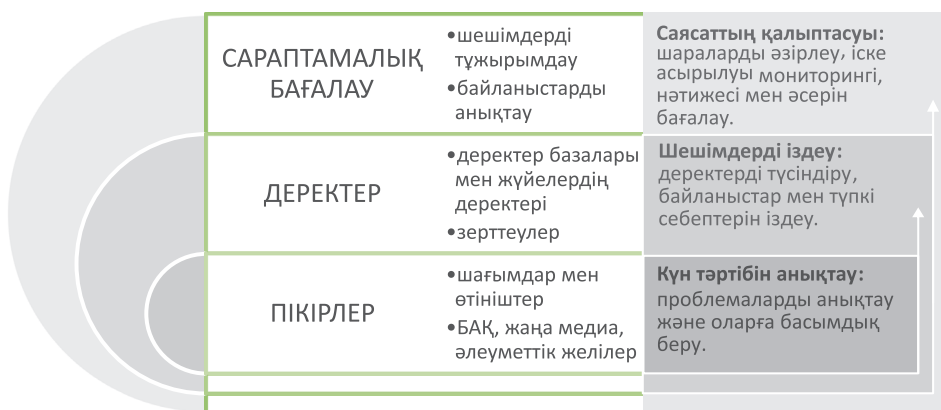 САРАПТАМАЛЫҚ
БАҒАЛАУ
•шешімдерді
тұжырымдау
•байланыстарды
анықтау
Саясаттың қалыптасуы:
шараларды әзірлеу, іске
асырылуы мониторингі,
нәтижесі мен әсерін
бағалау.
ДЕРЕКТЕР
•деректер базалары
мен жүйелердің
деректері
•зерттеулер
Шешімдерді іздеу:
деректерді түсіндіру,
байланыстар мен түпкі
себептерін іздеу.
ПІКІРЛЕР
•шағымдар мен
өтініштер
•БАҚ, жаңа медиа,
әлеуметтік желілер
Күн тәртібін анықтау:
проблемаларды анықтау
және оларға басымдық
беру.